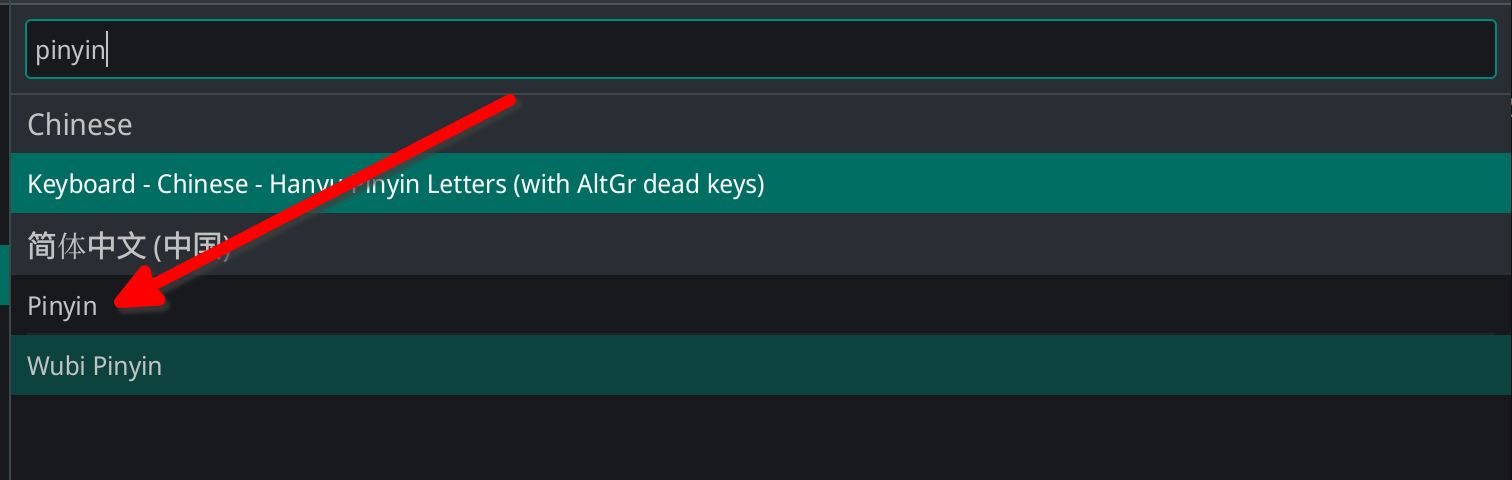 pinyin
Chinese
Keyboard - Chinese - Hanyu Pinyin Letters (with AltGr dead keys)
简体中文 (中国)
Pinyin
Wubi Pinyin